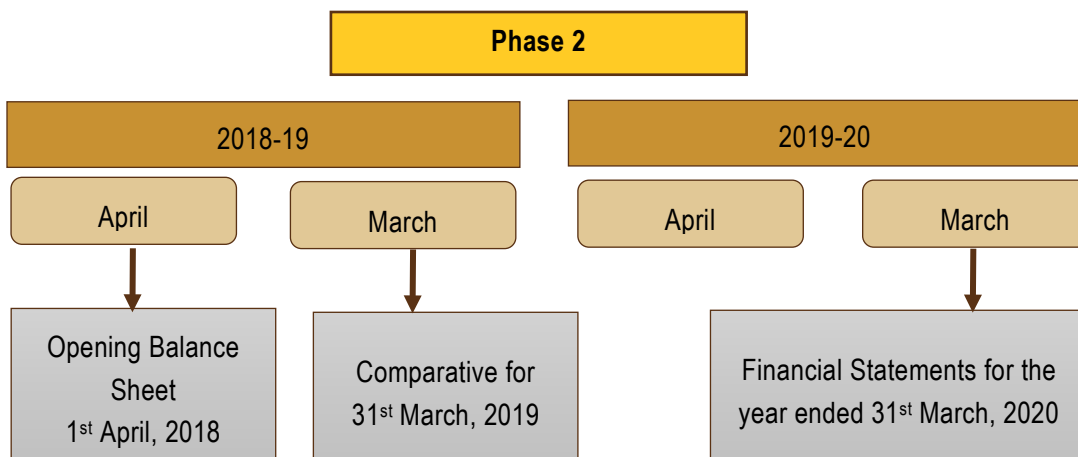 Phase 2
2018-19
2019-20
April
March
April
March
Opening Balance
Sheet
1st April, 2018
Comparative for
31st March, 2019
Financial Statements for the
year ended 31st March, 2020